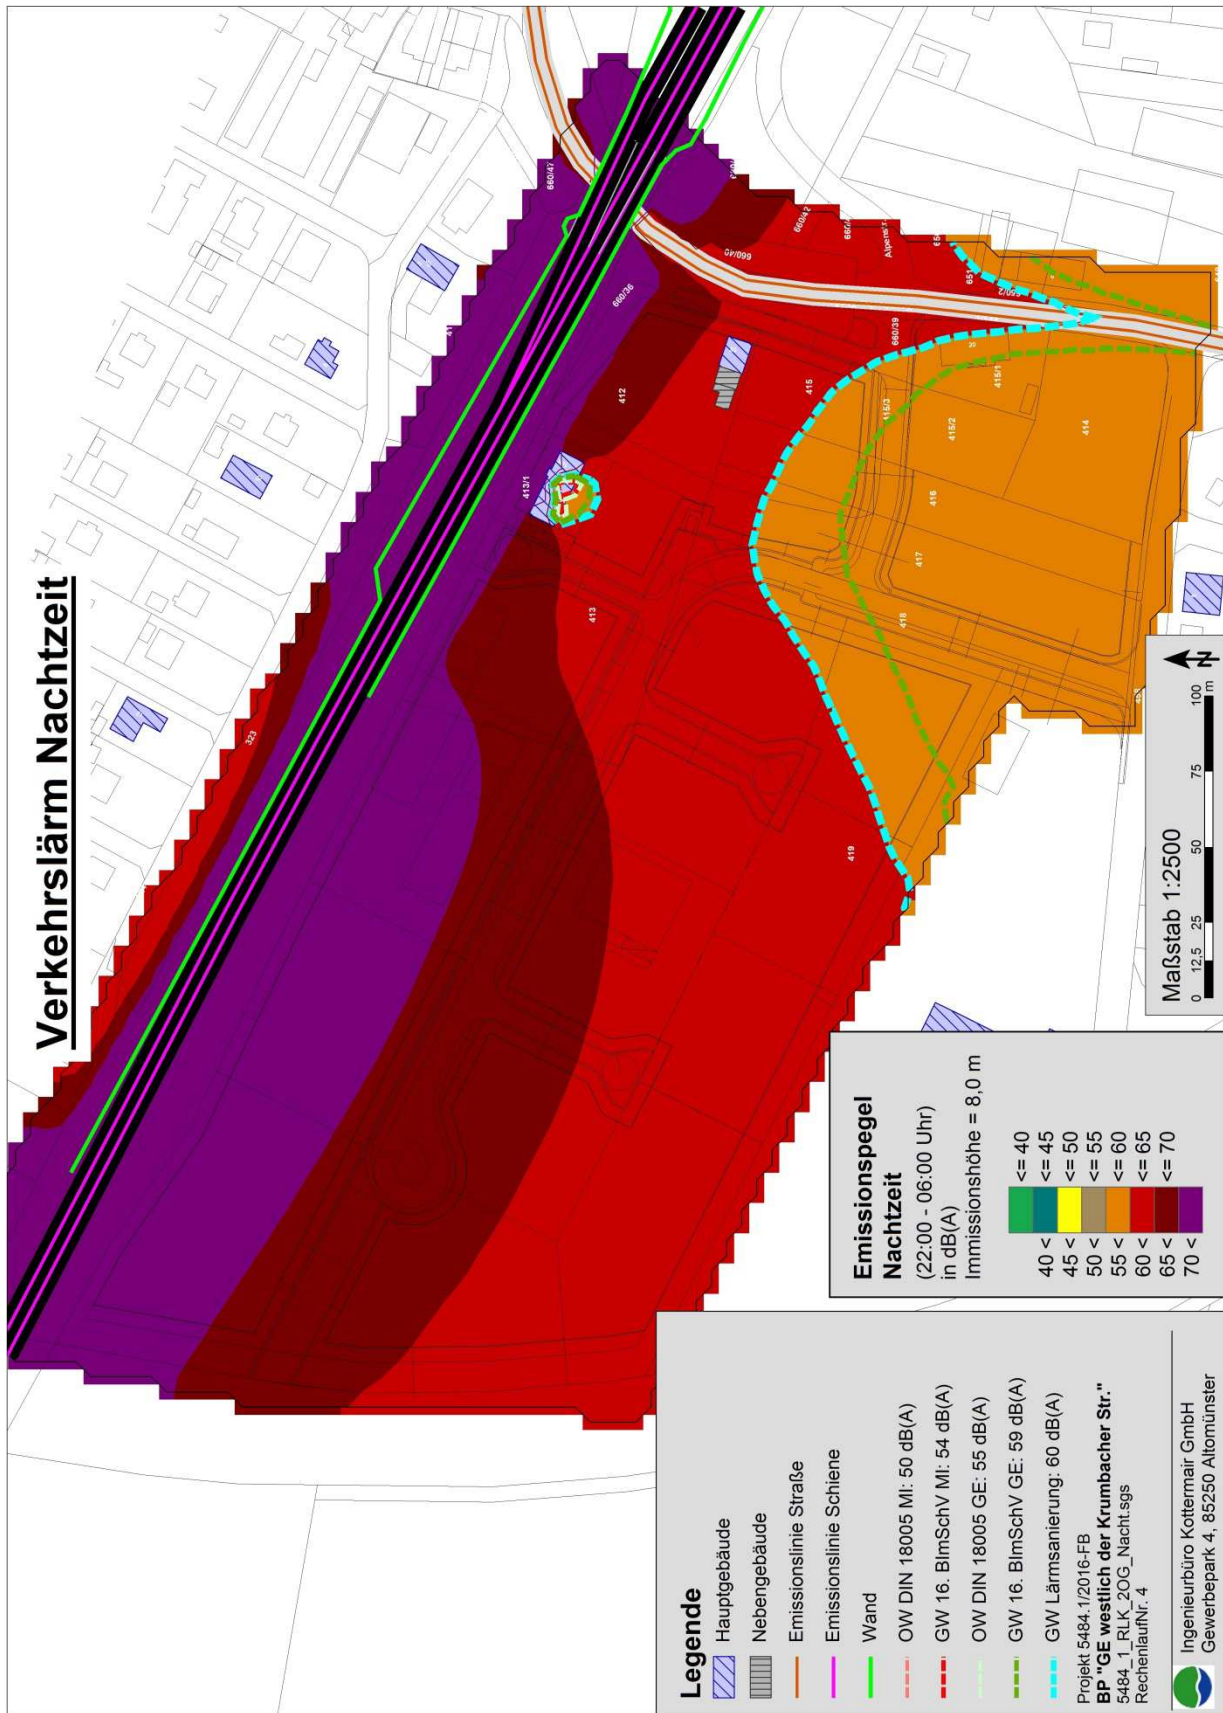 Verkehrslärm Nachtzeit
323
413/1
413
412
660/36
660/47
660/40
660/42
660/39
660/2
415
415/3
415/1
415/2
20
414
416
417
418
419
Legende
Hauptgebäude
Nebengebäude
Emissionslinie Straße
Emissionslinie Schiene
Wand
OW DIN 18005 MI: 50 dB(A)
GW 16. BImSchV MI: 54 dB(A)
OW DIN 18005 GE: 55 dB(A)
GW 16. BImSchV GE: 59 dB(A)
GW Lärmsanierung: 60 dB(A)
Projekt 5484.1/2016-FB
BP "GE westlich der Krumbacher Str."
5484_1_RLK_2OG_Nacht.sgs
RechenlaufNr. 4
Ingenieurbüro Kottermair GmbH
Gewerbepark 4, 85250 Altomünster
Emissionspegel
Nachtzeit
(22:00 - 06:00 Uhr)
in dB(A)
Immissionshöhe = 8,0 m
<= 40
40 < <= 45
45 < <= 50
50 < <= 55
55 < <= 60
60 < <= 65
65 < <= 70
70 <
Maßstab 1:2500
0 12,5 25 50 75 100 m
N